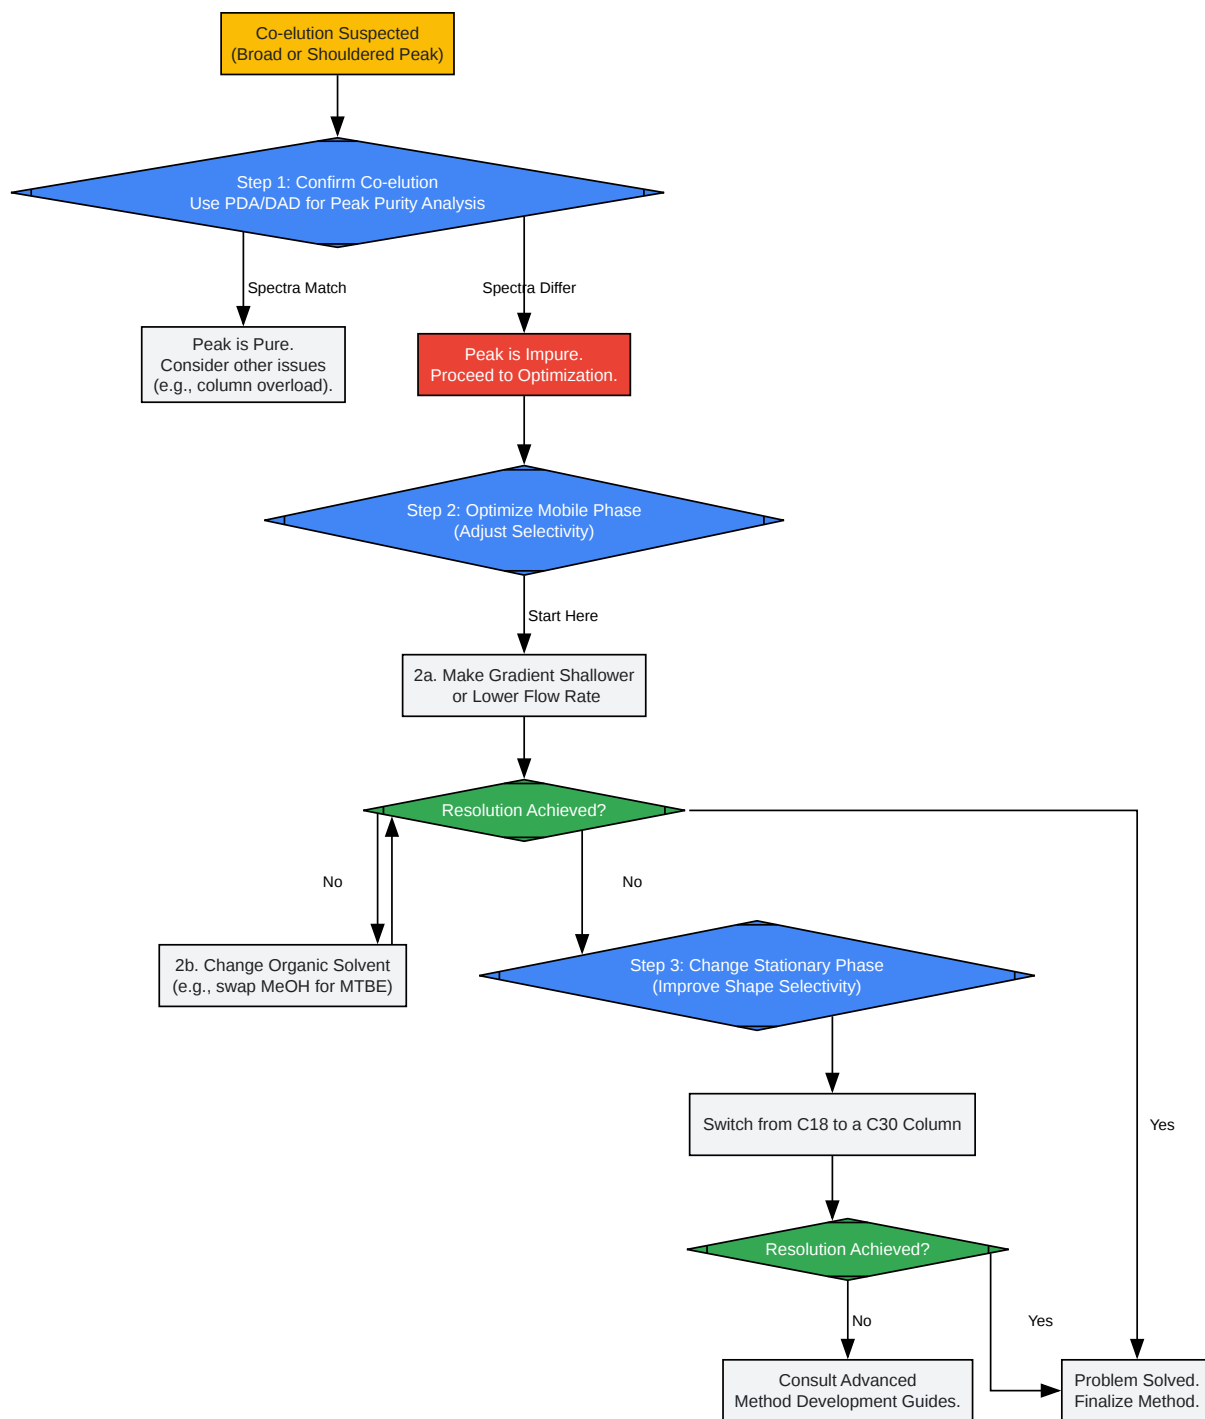 Co-elution Suspected
(Broad or Shouldered Peak)
Step 1: Confirm Co-elution
Use PDA/DAD for Peak Purity Analysis
Spectra Match
Spectra Differ
Peak is Pure.
Consider other issues
(e.g., column overload).
Peak is Impure.
Proceed to Optimization.
Step 2: Optimize Mobile Phase
(Adjust Selectivity)
Start Here
2a. Make Gradient Shallower
or Lower Flow Rate
Resolution Achieved?
No
No
2b. Change Organic Solvent
(e.g., swap MeOH for MTBE)
Step 3: Change Stationary Phase
(Improve Shape Selectivity)
Switch from C18 to a C30 Column
Yes
Resolution Achieved?
No
Yes
Consult Advanced
Method Development Guides.
Problem Solved.
Finalize Method.